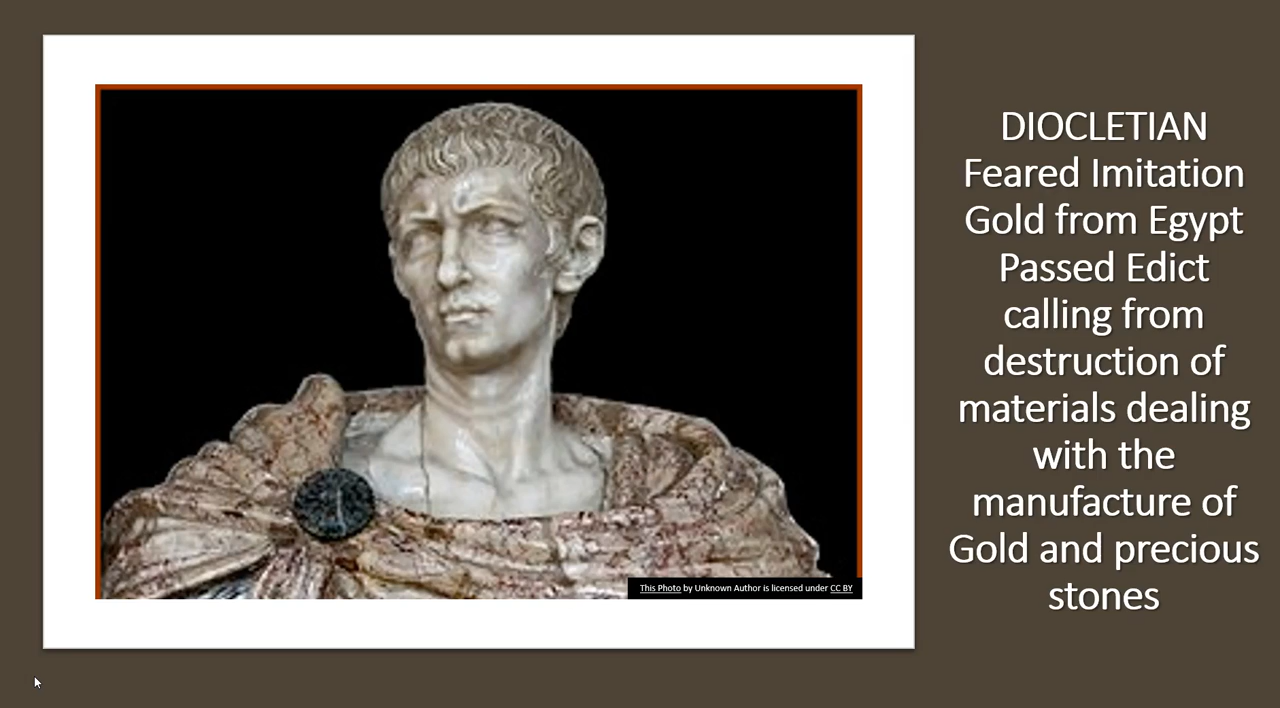 DIOCLETIAN
Feared Imitation
Gold from Egypt
Passed Edict
calling from
destruction of
materials dealing
with the
manufacture of
Gold and precious
stones
This Photo by Unknown Author is licensed under CC BY